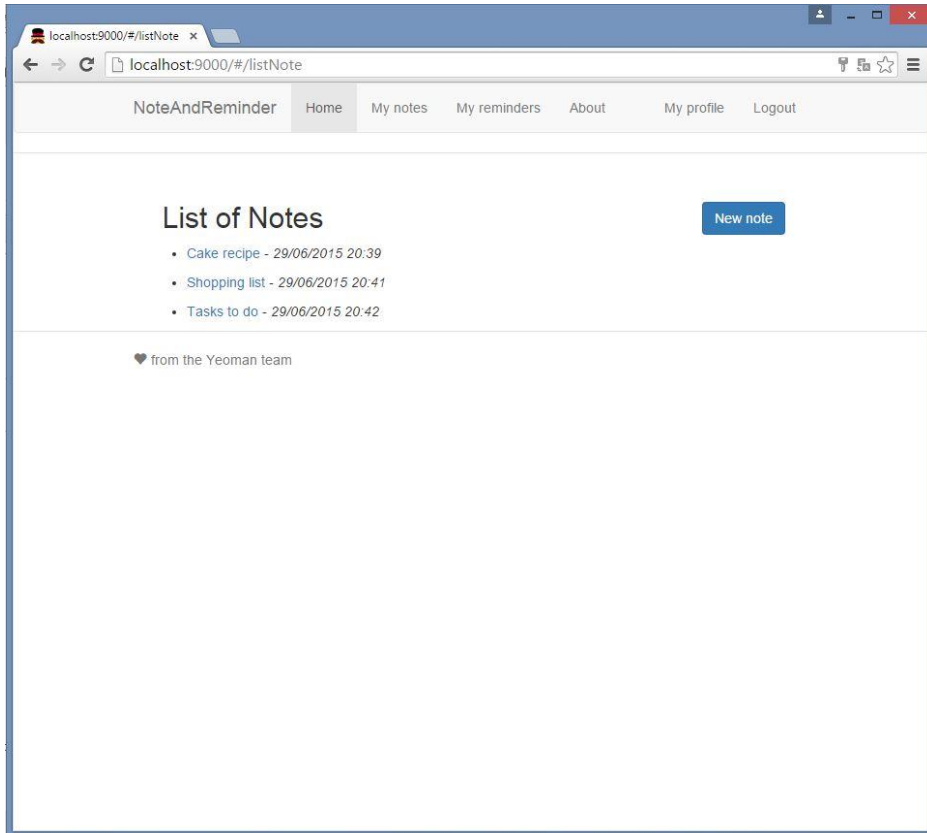 localhost:9000/#/listNote
localhost:9000/#/listNote
NoteAndReminder Home My notes My reminders About My profile Logout
List of Notes New note
Cake recipe - 29/06/2015 20:39
Shopping list - 29/06/2015 20:41
Tasks to do - 29/06/2015 20:42
♥ from the Yeoman team